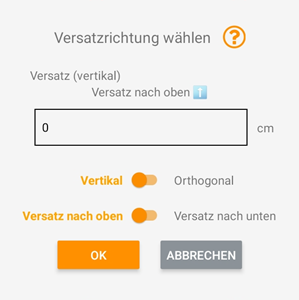 Versatzrichtung wählen ?
Versatz (vertikal)
Versatz nach oben ⬆️
0 cm
Vertikal Orthogonal
Versatz nach oben Versatz nach unten
OK ABBRECHEN